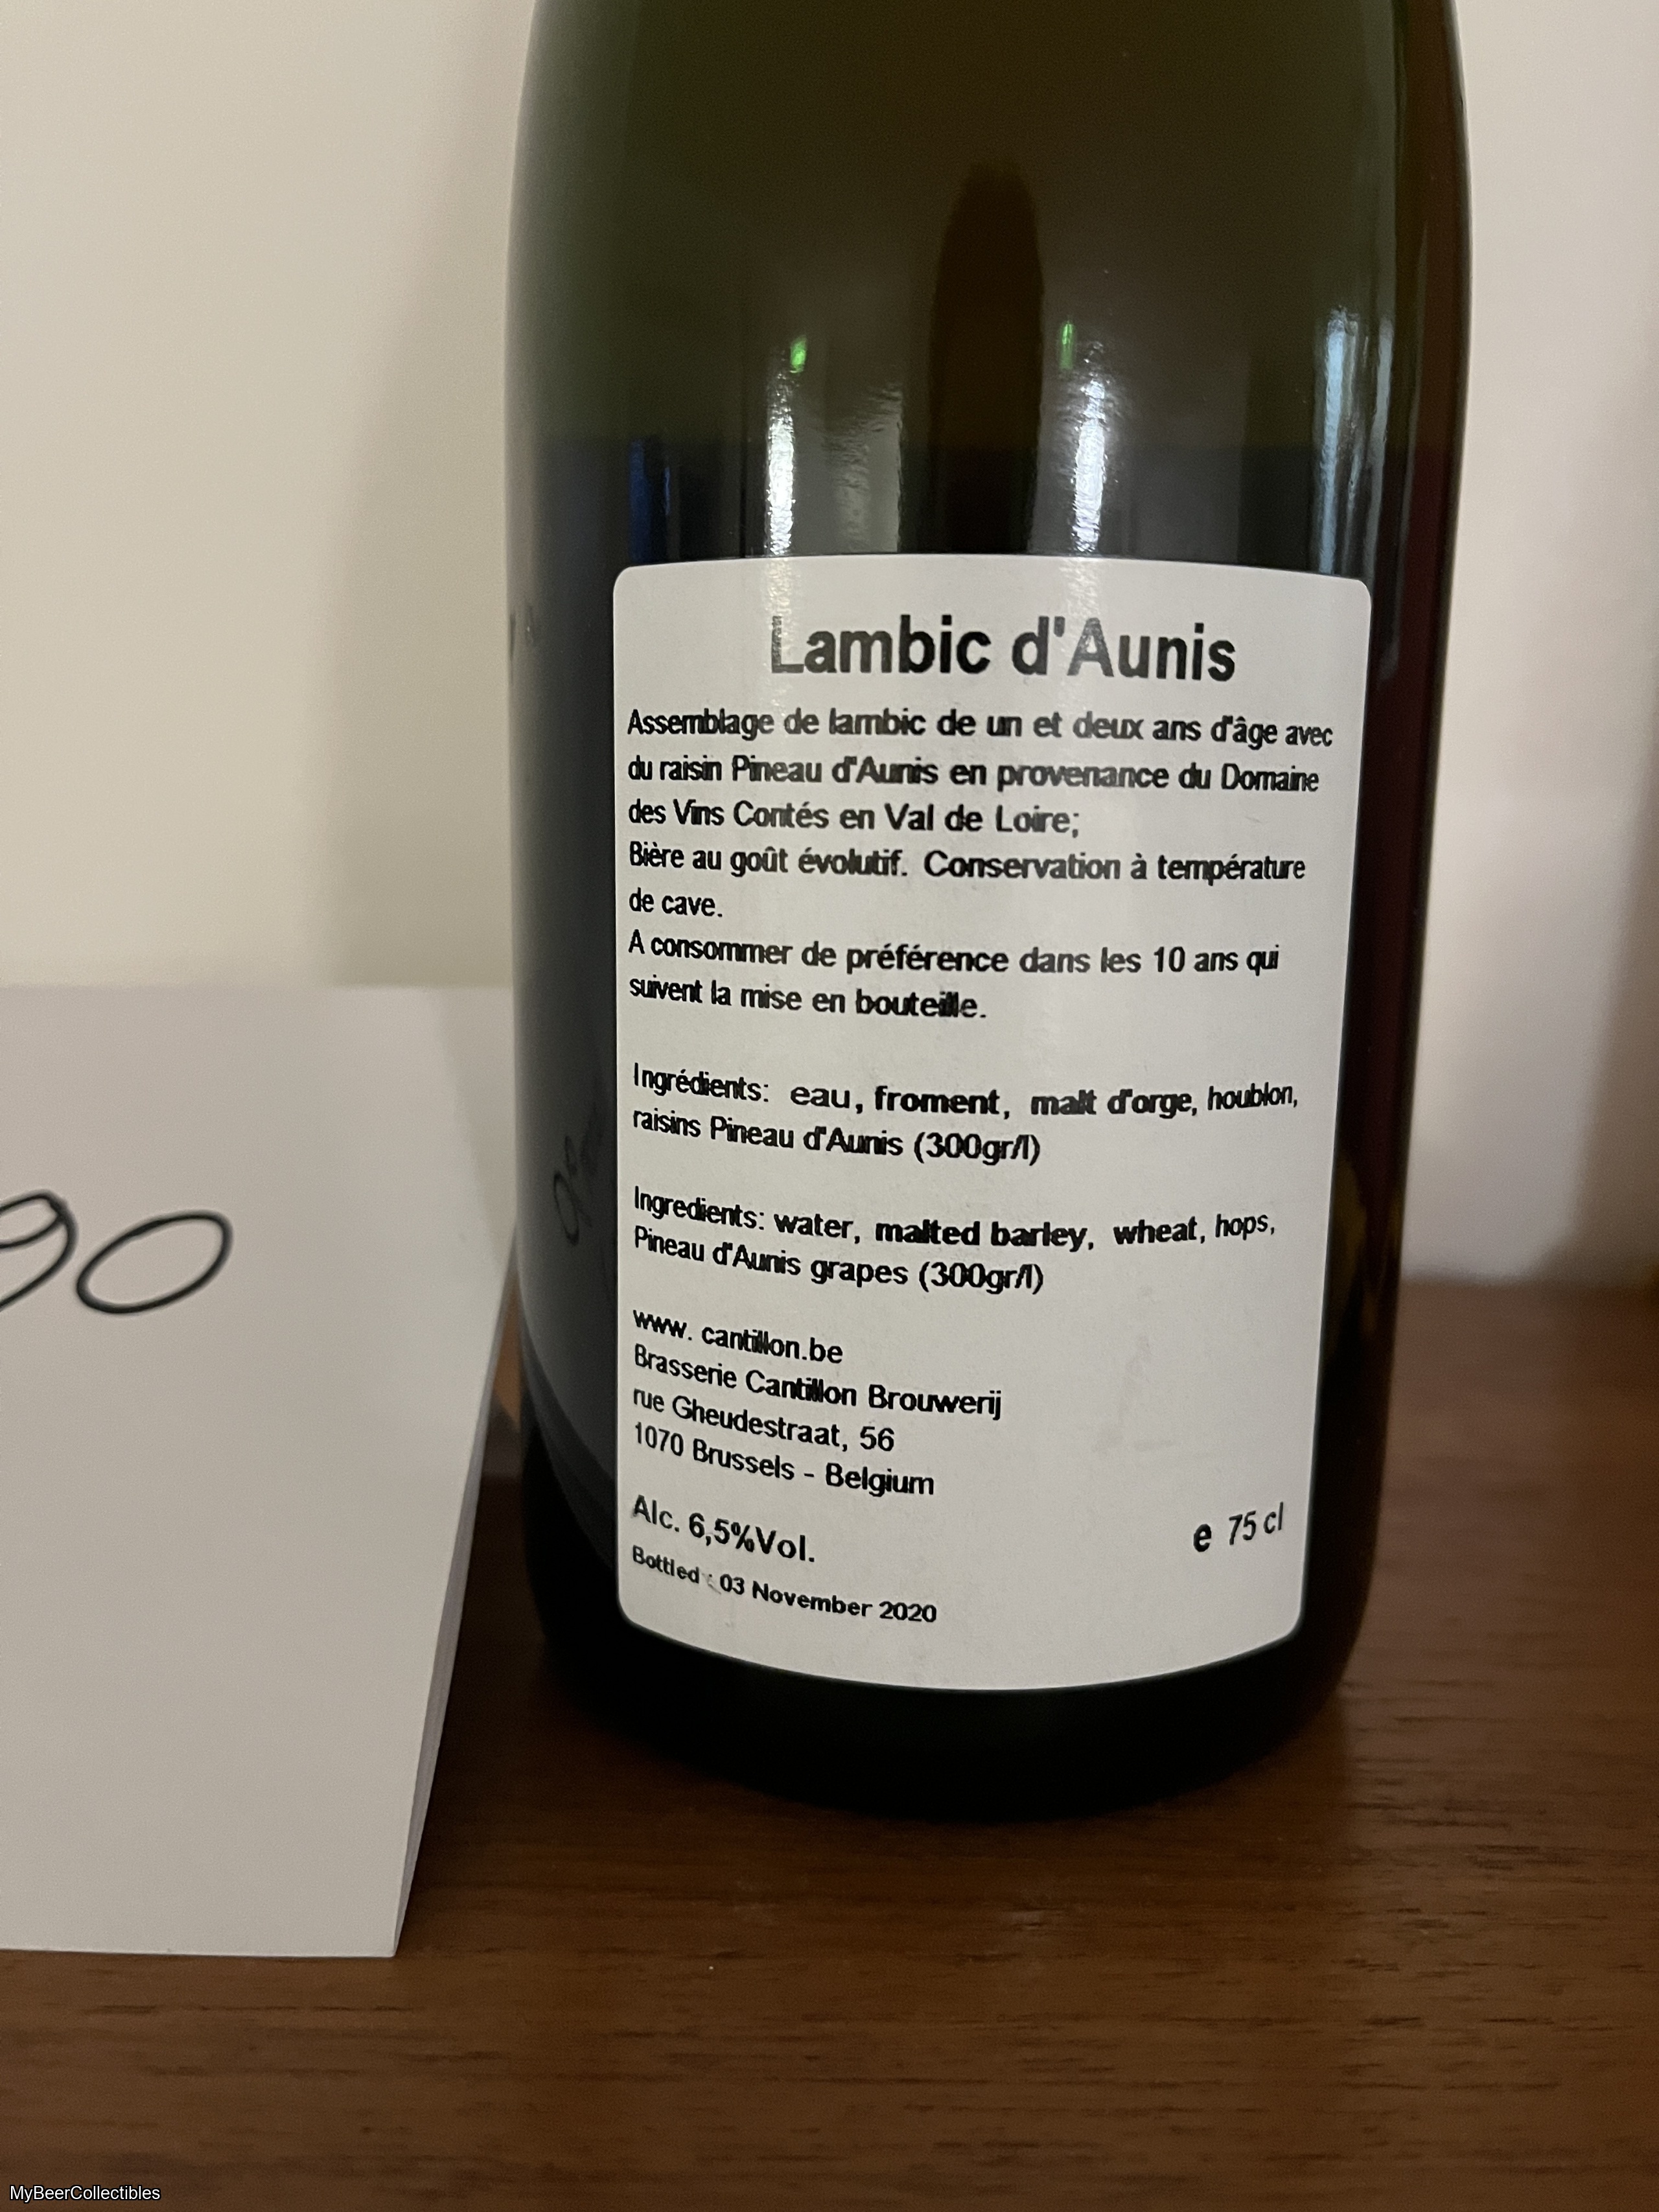 Lambic d'Aunis
Assemblage de lambic de un et deux ans d'âge avec
du raisin Pineau d'Aunis en provenance du Domaine
des Vins Contés en Val de Loire;
Bière au goût évolutif. Conservation à température
de cave.
A consommer de préférence dans les 10 ans qui
suivent la mise en bouteille.
Ingrédients: eau, froment, malt d'orge, houblon,
raisins Pineau d'Aunis (300gr/l)
Ingredients: water, malted barley, wheat, hops,
Pineau d'Aunis grapes (300gr/l)
www. cantillon.be
Brasserie Cantillon Brouwerij
rue Gheudestraat, 56
1070 Brussels - Belgium
Alc. 6,5%Vol.
e 75 cl
Bottled : 03 November 2020
90
MyBeerCollectibles